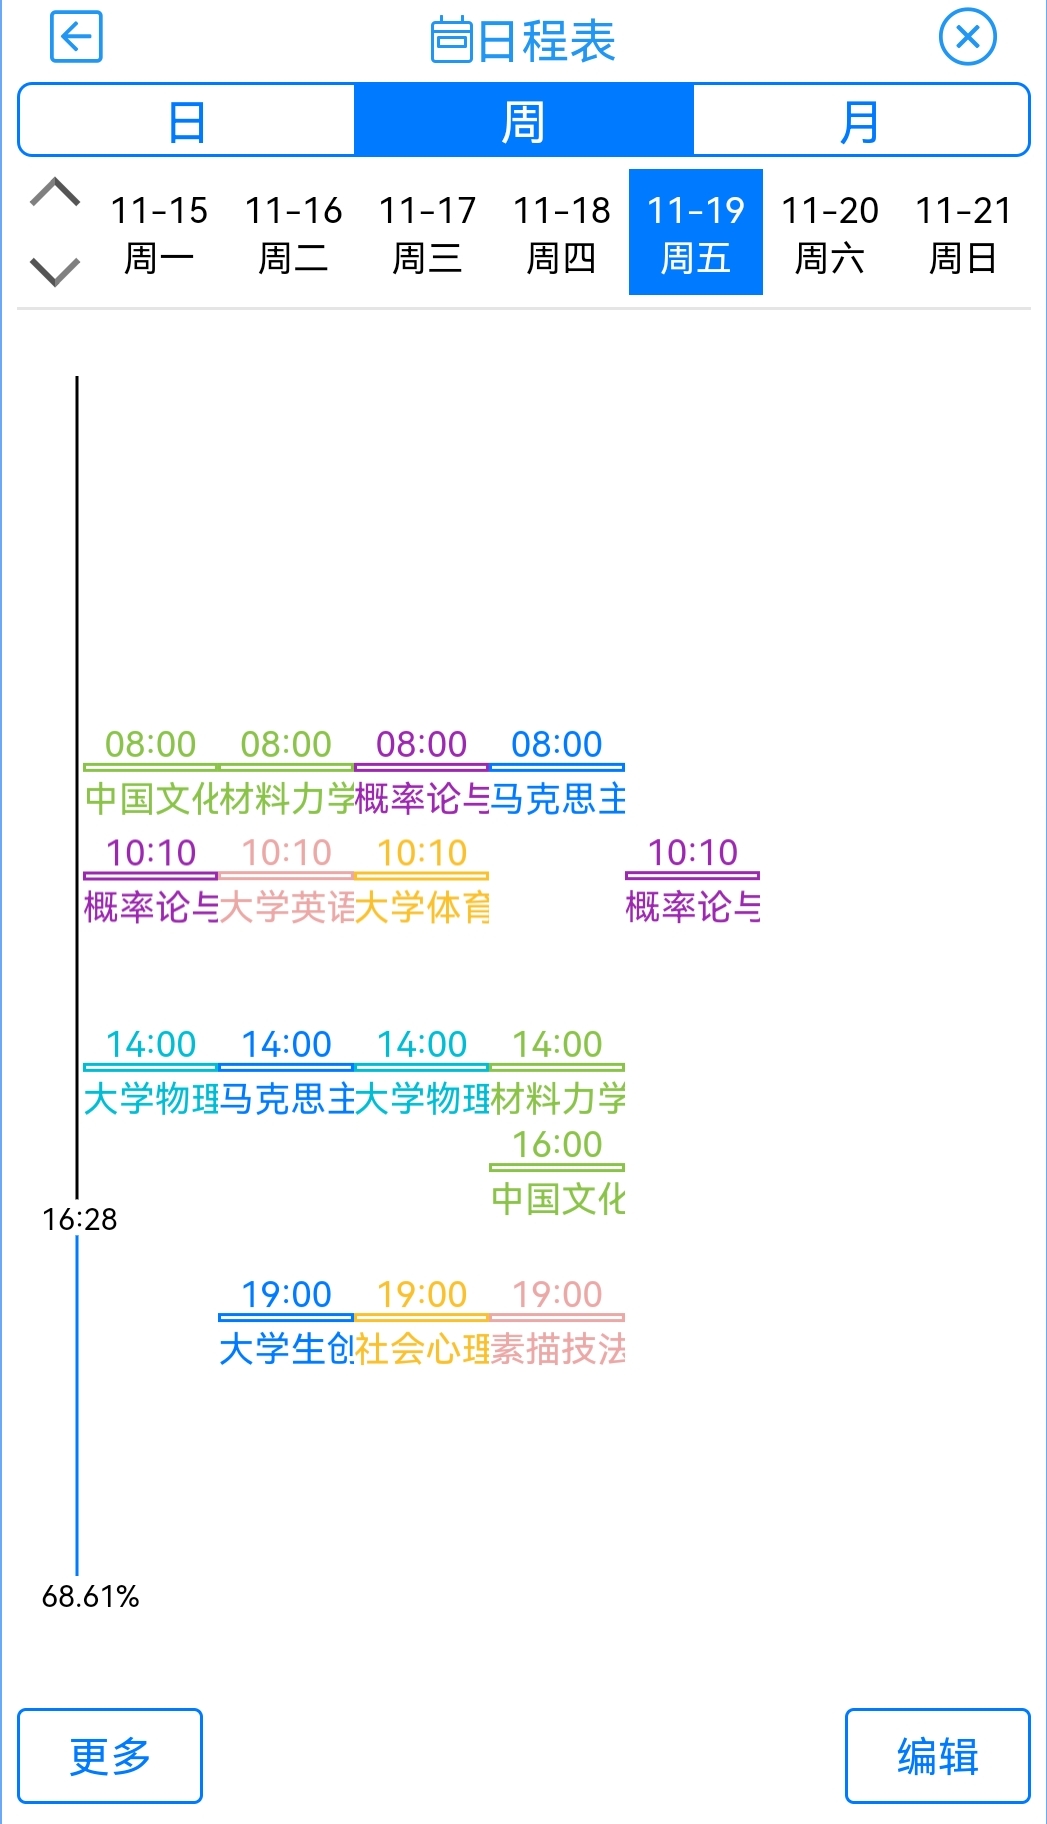 日程表
日 周 月
11-15 11-16 11-17 11-18 11-19 11-20 11-21
周一 周二 周三 周四 周五 周六 周日
08:00 08:00 08:00 08:00
中国文化 材料力学 概率论与 马克思主
10:10 10:10 10:10 10:10
概率论与 大学英语 大学体育 概率论与
14:00 14:00 14:00 14:00
大学物理 马克思主 大学物理 材料力学
16:00
中国文化
16:28
19:00 19:00 19:00
大学生创 社会心理 素描技法
68.61%
更多 编辑